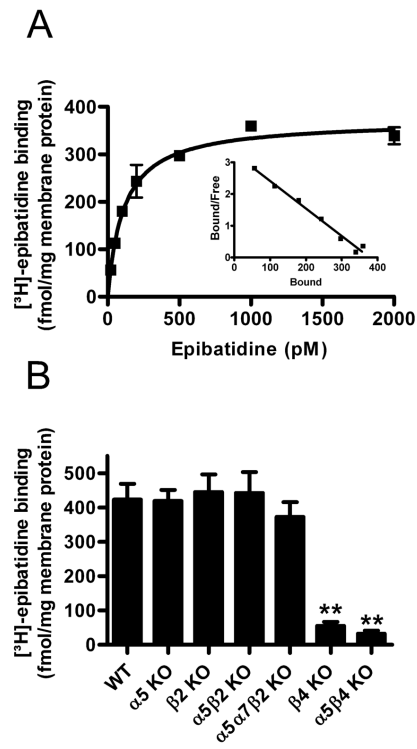 A
[³H]-epibatidine binding
(fmol/mg membrane protein)
400
300
200
100
0
0
500
1000
1500
2000
Epibatidine (pM)
Bound/Free
3
2
1
0
0
100
200
300
400
Bound
B
[³H]-epibatidine binding
(fmol/mg membrane protein)
500
400
300
200
100
0
**
**
WT
α5 KO
β2 KO
α5β2 KO
α5α7β2 KO
β4 KO
α5β4 KO